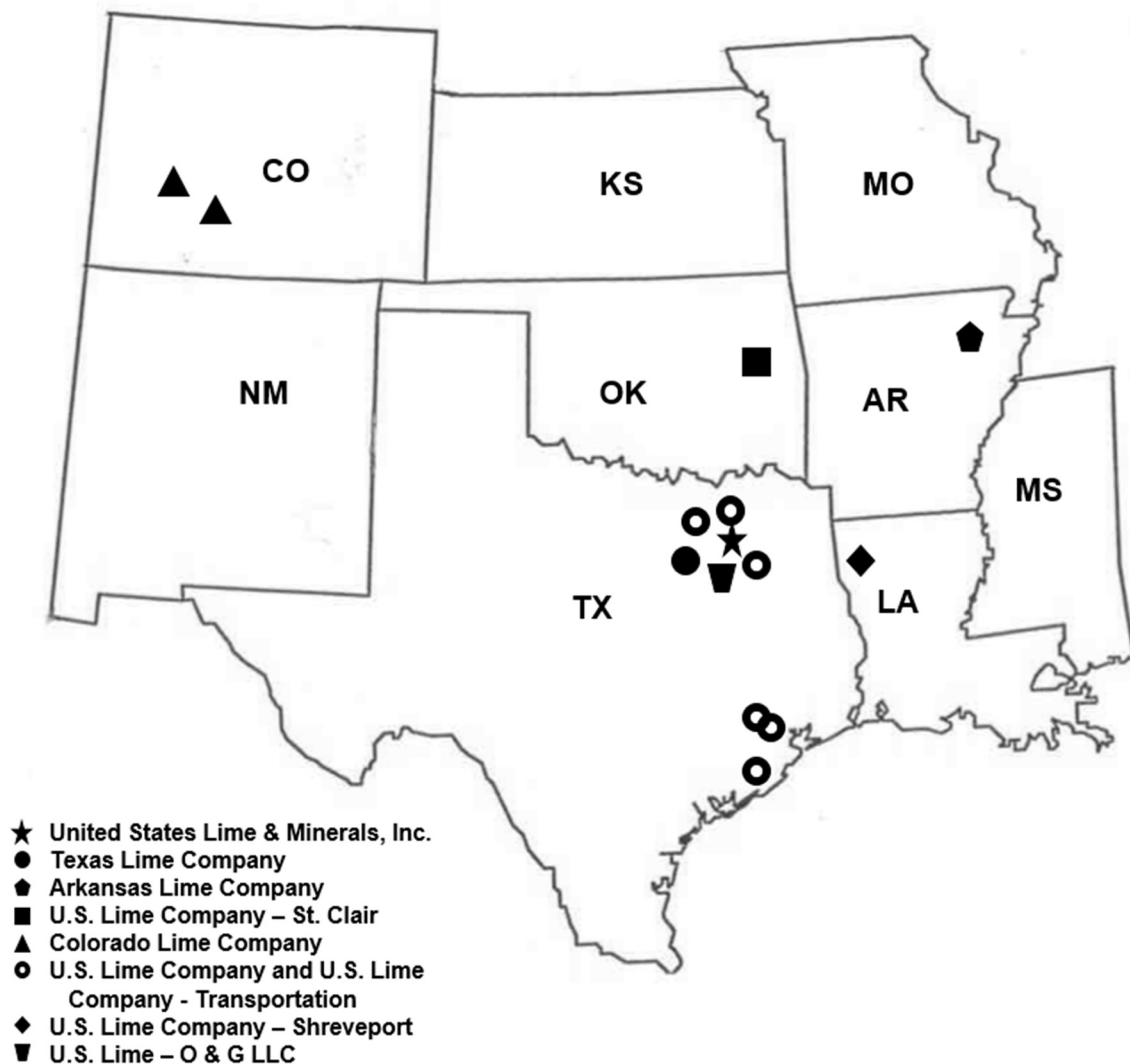 CO
KS
MO
NM
OK
AR
MS
TX
LA
United States Lime & Minerals, Inc.
Texas Lime Company
Arkansas Lime Company
U.S. Lime Company – St. Clair
Colorado Lime Company
U.S. Lime Company and U.S. Lime
Company - Transportation
U.S. Lime Company – Shreveport
U.S. Lime – O & G LLC